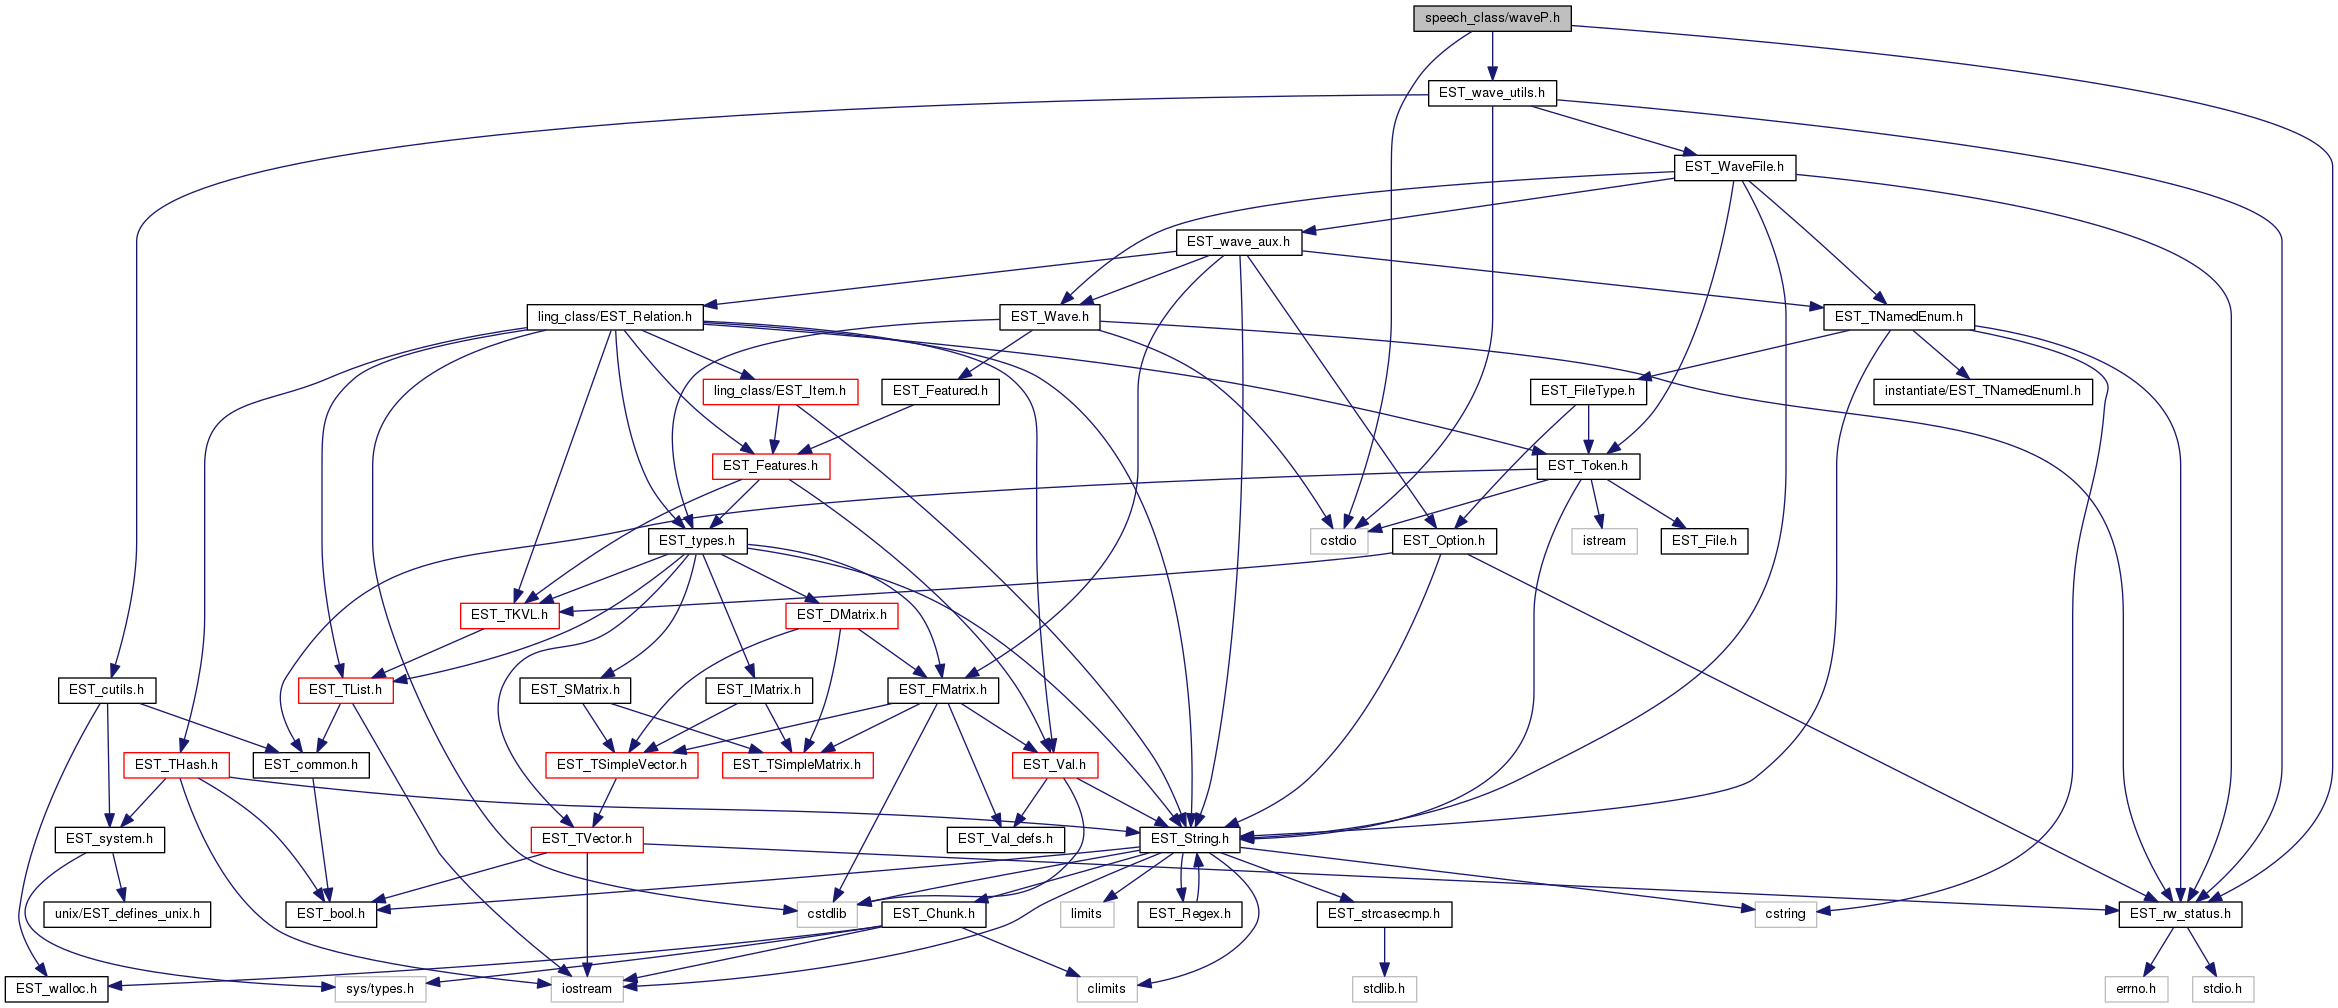 speech_class/waveP.h
EST_wave_utils.h
EST_WaveFile.h
EST_wave_aux.h
ling_class/EST_Relation.h
EST_Wave.h
EST_TNamedEnum.h
ling_class/EST_Item.h
EST_Featured.h
EST_FileType.h
instantiate/EST_TNamedEnumI.h
EST_Features.h
EST_Token.h
EST_types.h
cstdio
EST_Option.h
istream
EST_File.h
EST_TKVL.h
EST_DMatrix.h
EST_cutils.h
EST_TList.h
EST_SMatrix.h
EST_IMatrix.h
EST_FMatrix.h
EST_THash.h
EST_common.h
EST_TSimpleVector.h
EST_TSimpleMatrix.h
EST_Val.h
EST_system.h
EST_TVector.h
EST_Val_defs.h
EST_String.h
unix/EST_defines_unix.h
EST_bool.h
cstdlib
EST_Chunk.h
limits
EST_Regex.h
EST_strcasecmp.h
cstring
EST_rw_status.h
EST_walloc.h
sys/types.h
iostream
climits
stdlib.h
errno.h
stdio.h